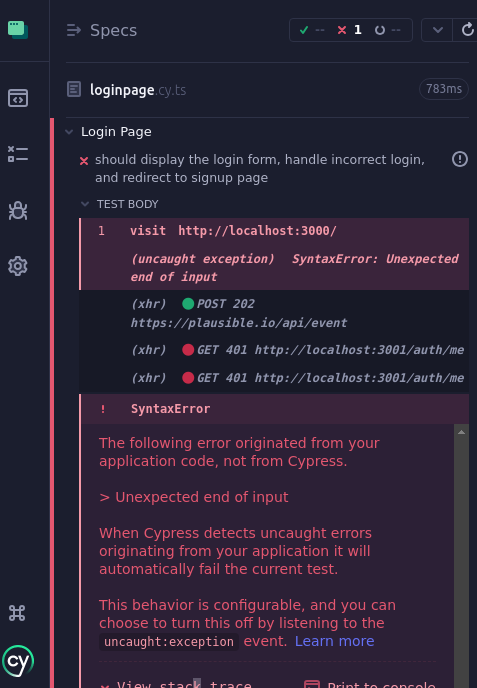 Specs
-- 1 --
loginpage.cy.ts 783ms
Login Page
should display the login form, handle incorrect login,
and redirect to signup page
TEST BODY
1 visit http://localhost:3000/
(uncaught exception) SyntaxError: Unexpected
end of input
(xhr) POST 202
https://plausible.io/api/event
(xhr) GET 401 http://localhost:3001/auth/me
(xhr) GET 401 http://localhost:3001/auth/me
! SyntaxError
The following error originated from your
application code, not from Cypress.
> Unexpected end of input
When Cypress detects uncaught errors
originating from your application it will
automatically fail the current test.
This behavior is configurable, and you can
choose to turn this off by listening to the
uncaught:exception event. Learn more
View stack trace Print to console
cy